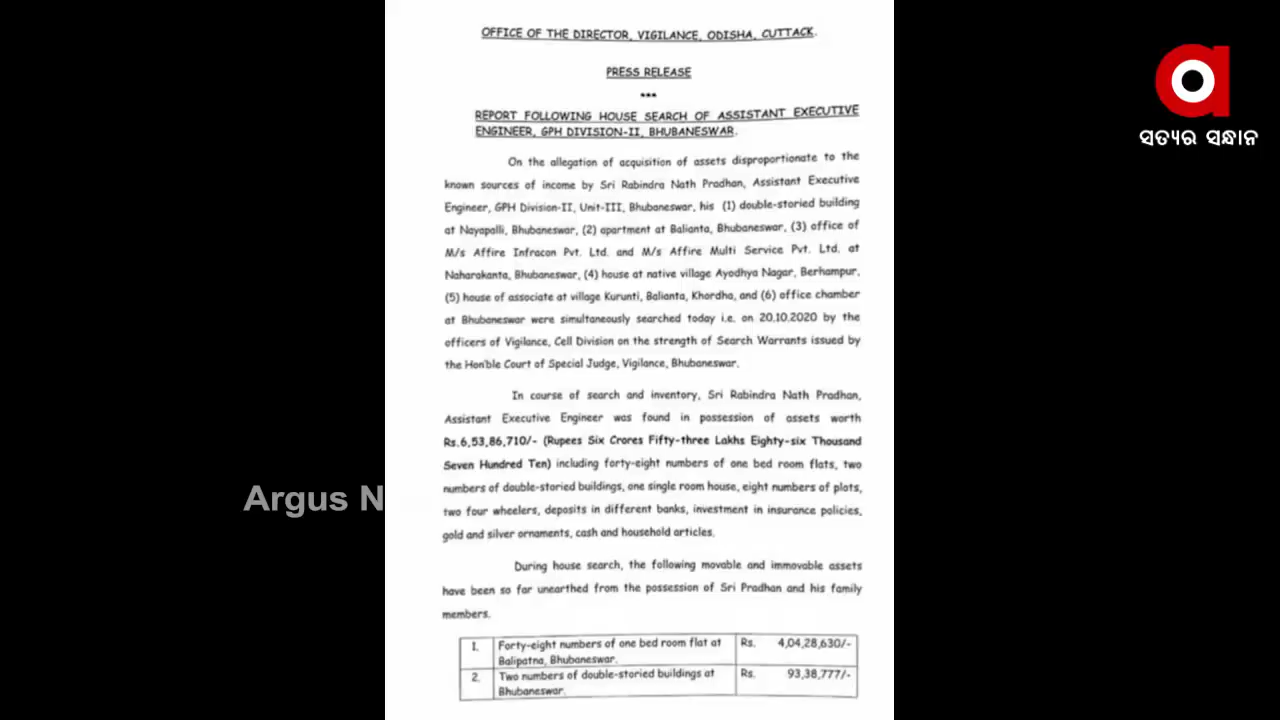 OFFICE OF THE DIRECTOR, VIGILANCE, ODISHA, CUTTACK.
PRESS RELEASE
***
REPORT FOLLOWING HOUSE SEARCH OF ASSISTANT EXECUTIVE
ENGINEER, GPH DIVISION-II, BHUBANESWAR.
On the allegation of acquisition of assets disproportionate to the
known sources of income by Sri Rabindra Nath Pradhan, Assistant Executive
Engineer, GPH Division-II, Unit-III, Bhubaneswar, his (1) double-storied building
at Nayapalli, Bhubaneswar, (2) apartment at Balianta, Bhubaneswar, (3) office of
M/s Affire Infracon Pvt. Ltd. and M/s Affire Multi Service Pvt. Ltd. at
Naharakanta, Bhubaneswar, (4) house at native village Ayodhya Nagar, Berhampur,
(5) house of associate at village Kurunti, Balianta, Khordha, and (6) office chamber
at Bhubaneswar were simultaneously searched today i.e. on 20.10.2020 by the
officers of Vigilance, Cell Division on the strength of Search Warrants issued by
the Hon'ble Court of Special Judge, Vigilance, Bhubaneswar.
In course of search and inventory, Sri Rabindra Nath Pradhan,
Assistant Executive Engineer was found in possession of assets worth
Rs.6,53,86,710/- (Rupees Six Crores Fifty-three Lakhs Eighty-six Thousand
Seven Hundred Ten) including forty-eight numbers of one bed room flats, two
numbers of double-storied buildings, one single room house, eight numbers of plots,
two four wheelers, deposits in different banks, investment in insurance policies,
gold and silver ornaments, cash and household articles.
During house search, the following movable and immovable assets
have been so far unearthed from the possession of Sri Pradhan and his family
members.
1. Forty-eight numbers of one bed room flat at Rs. 4,04,28,630/-
Balipatna, Bhubaneswar.
2. Two numbers of double-storied buildings at Rs. 93,38,777/-
Bhubaneswar.
ସତ୍ୟର ସନ୍ଧାନ
Argus N